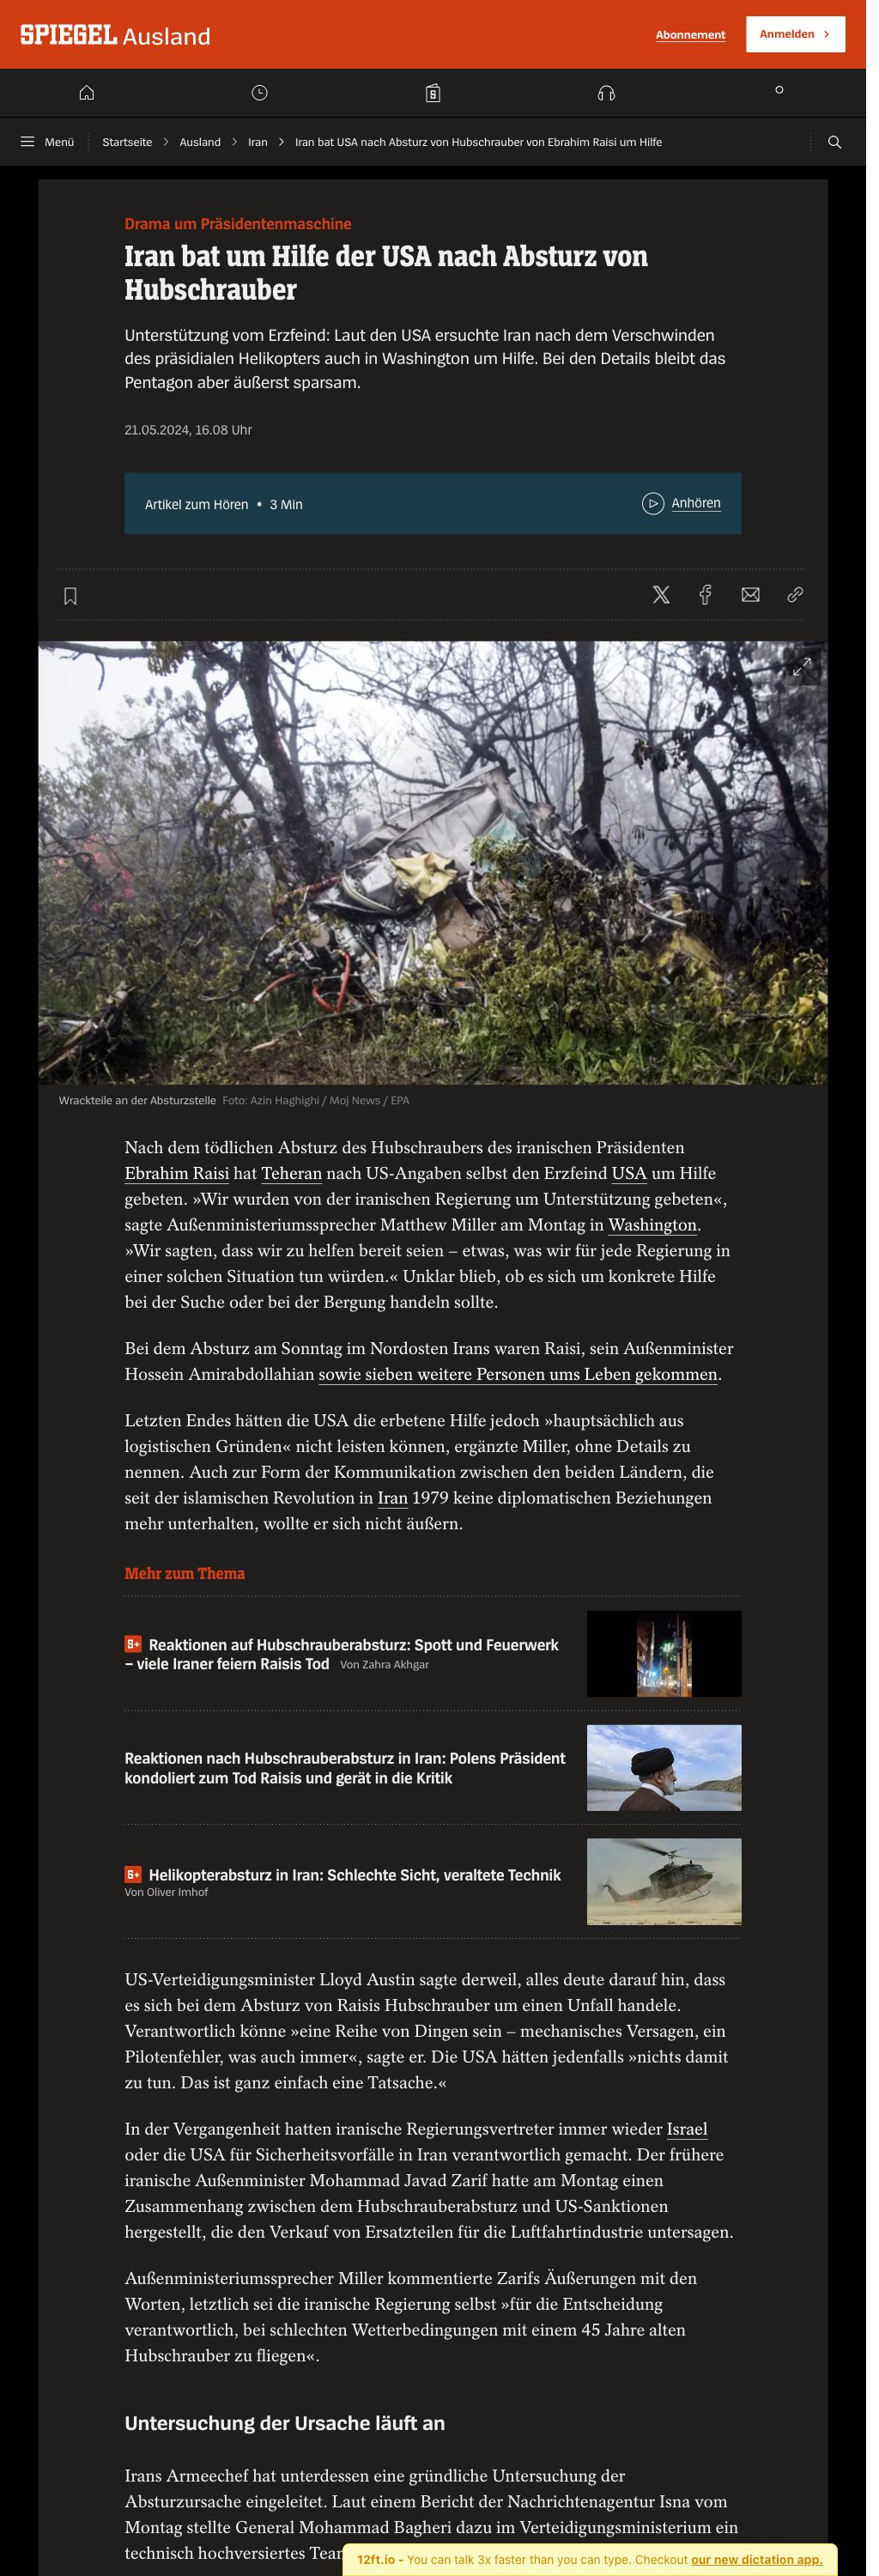 SPIEGEL Ausland
Abonnement
Anmelden
Menü
Startseite
Ausland
Iran
Iran bat USA nach Absturz von Hubschrauber von Ebrahim Raisi um Hilfe
Drama um Präsidentenmaschine
Iran bat um Hilfe der USA nach Absturz von
Hubschrauber
Unterstützung vom Erzfeind: Laut den USA ersuchte Iran nach dem Verschwinden
des präsidialen Helikopters auch in Washington um Hilfe. Bei den Details bleibt das
Pentagon aber äußerst sparsam.
21.05.2024, 16.08 Uhr
Artikel zum Hören • 3 Min
Anhören
Wrackteile an der Absturzstelle Foto: Azin Haghighi / Moj News / EPA
Nach dem tödlichen Absturz des Hubschraubers des iranischen Präsidenten
Ebrahim Raisi hat Teheran nach US-Angaben selbst den Erzfeind USA um Hilfe
gebeten. »Wir wurden von der iranischen Regierung um Unterstützung gebeten«,
sagte Außenministeriumssprecher Matthew Miller am Montag in Washington.
»Wir sagten, dass wir zu helfen bereit seien – etwas, was wir für jede Regierung in
einer solchen Situation tun würden.« Unklar blieb, ob es sich um konkrete Hilfe
bei der Suche oder bei der Bergung handeln sollte.
Bei dem Absturz am Sonntag im Nordosten Irans waren Raisi, sein Außenminister
Hossein Amirabdollahian sowie sieben weitere Personen ums Leben gekommen.
Letzten Endes hätten die USA die erbetene Hilfe jedoch »hauptsächlich aus
logistischen Gründen« nicht leisten können, ergänzte Miller, ohne Details zu
nennen. Auch zur Form der Kommunikation zwischen den beiden Ländern, die
seit der islamischen Revolution in Iran 1979 keine diplomatischen Beziehungen
mehr unterhalten, wollte er sich nicht äußern.
Mehr zum Thema
S+ Reaktionen auf Hubschrauberabsturz: Spott und Feuerwerk
– viele Iraner feiern Raisis Tod Von Zahra Akhgar
Reaktionen nach Hubschrauberabsturz in Iran: Polens Präsident
kondoliert zum Tod Raisis und gerät in die Kritik
S+ Helikopterabsturz in Iran: Schlechte Sicht, veraltete Technik
Von Oliver Imhof
US-Verteidigungsminister Lloyd Austin sagte derweil, alles deute darauf hin, dass
es sich bei dem Absturz von Raisis Hubschrauber um einen Unfall handele.
Verantwortlich könne »eine Reihe von Dingen sein – mechanisches Versagen, ein
Pilotenfehler, was auch immer«, sagte er. Die USA hätten jedenfalls »nichts damit
zu tun. Das ist ganz einfach eine Tatsache.«
In der Vergangenheit hatten iranische Regierungsvertreter immer wieder Israel
oder die USA für Sicherheitsvorfälle in Iran verantwortlich gemacht. Der frühere
iranische Außenminister Mohammad Javad Zarif hatte am Montag einen
Zusammenhang zwischen dem Hubschrauberabsturz und US-Sanktionen
hergestellt, die den Verkauf von Ersatzteilen für die Luftfahrtindustrie untersagen.
Außenministeriumssprecher Miller kommentierte Zarifs Äußerungen mit den
Worten, letztlich sei die iranische Regierung selbst »für die Entscheidung
verantwortlich, bei schlechten Wetterbedingungen mit einem 45 Jahre alten
Hubschrauber zu fliegen«.
Untersuchung der Ursache läuft an
Irans Armeechef hat unterdessen eine gründliche Untersuchung der
Absturzursache eingeleitet. Laut einem Bericht der Nachrichtenagentur Isna vom
Montag stellte General Mohammad Bagheri dazu im Verteidigungsministerium ein
technisch hochversiertes
12ft.io - You can talk 3x faster than you can type. Checkout our new dictation app.